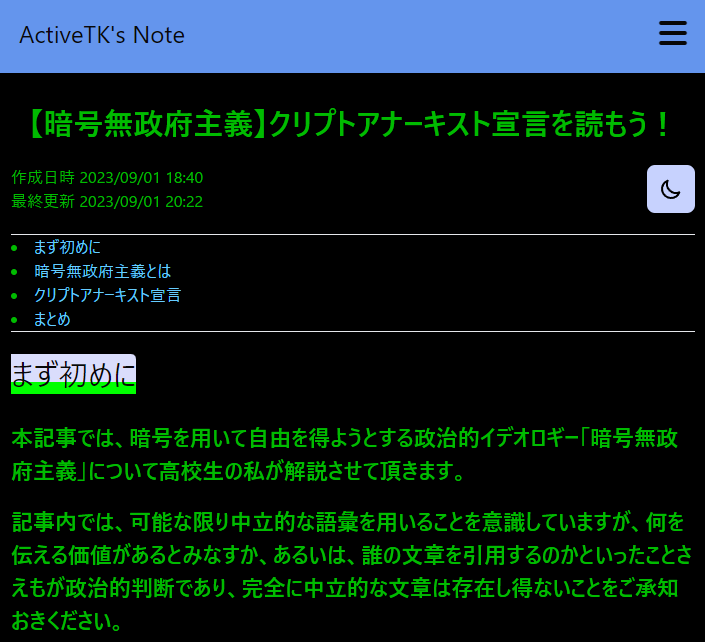 ActiveTK's Note
【暗号無政府主義】クリプトアナーキスト宣言を読もう！
作成日時 2023/09/01 18:40
最終更新 2023/09/01 20:22
まず初めに
暗号無政府主義とは
クリプトアナーキスト宣言
まとめ
まず初めに
本記事では、暗号を用いて自由を得ようとする政治的イデオロギー「暗号無政
府主義」について高校生の私が解説させて頂きます。
記事内では、可能な限り中立的な語彙を用いることを意識していますが、何を
伝える価値があるとみなすか、あるいは、誰の文章を引用するのかといったことさ
えもが政治的判断であり、完全に中立的な文章は存在し得ないことをご承知
おきください。